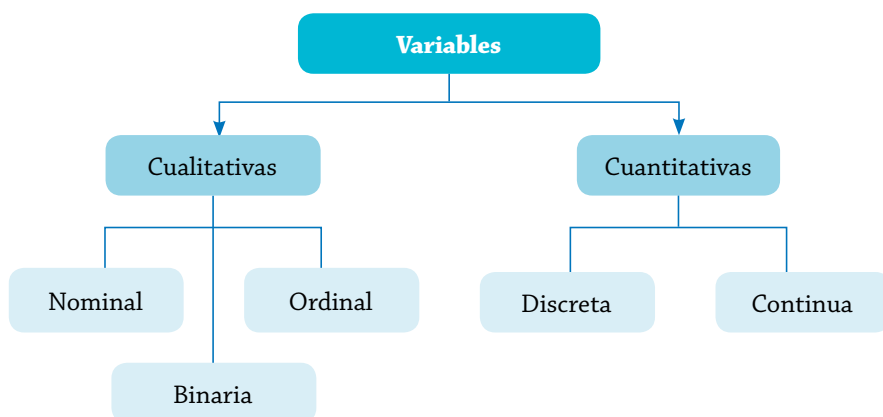 Variables
Cualitativas
Cuantitativas
Nominal
Ordinal
Discreta
Continua
Binaria